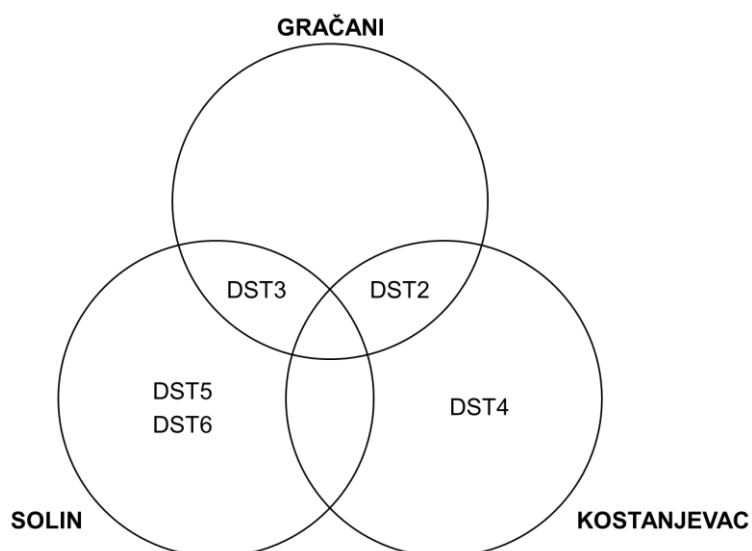 GRAČANI
DST3
DST2
DST5
DST6
DST4
SOLIN
KOSTANJEVAC